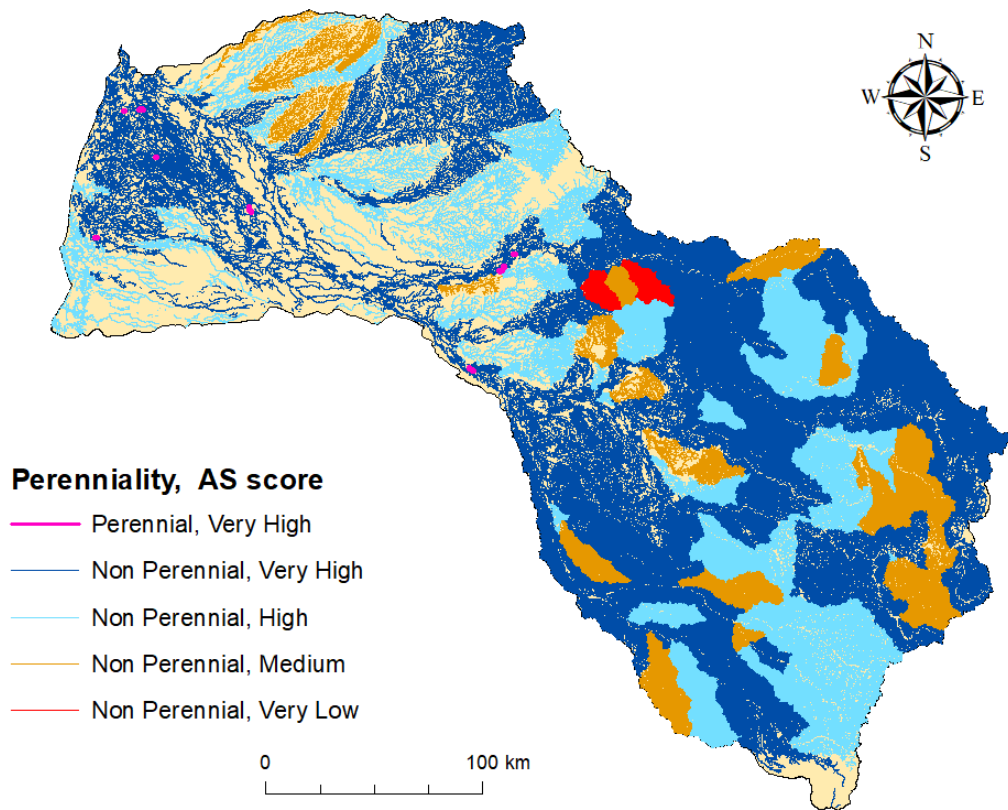 N
W E
S
Perenniality, AS score
Perennial, Very High
Non Perennial, Very High
Non Perennial, High
Non Perennial, Medium
Non Perennial, Very Low
0 100 km